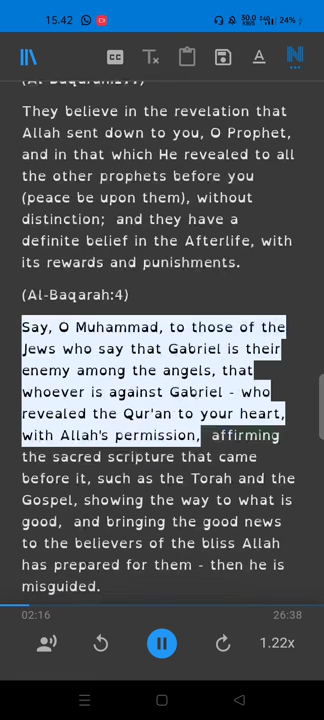 15.42
50.0 KB/S
24%
CC
T×
A
N
They believe in the revelation that
Allah sent down to you, O Prophet,
and in that which He revealed to all
the other prophets before you
(peace be upon them), without
distinction; and they have a
definite belief in the Afterlife, with
its rewards and punishments.
(Al-Baqarah:4)
Say, O Muhammad, to those of the
Jews who say that Gabriel is their
enemy among the angels, that
whoever is against Gabriel - who
revealed the Qur'an to your heart,
with Allah's permission, affirming
the sacred scripture that came
before it, such as the Torah and the
Gospel, showing the way to what is
good, and bringing the good news
to the believers of the bliss Allah
has prepared for them - then he is
misguided.
02:16
26:38
1.22x